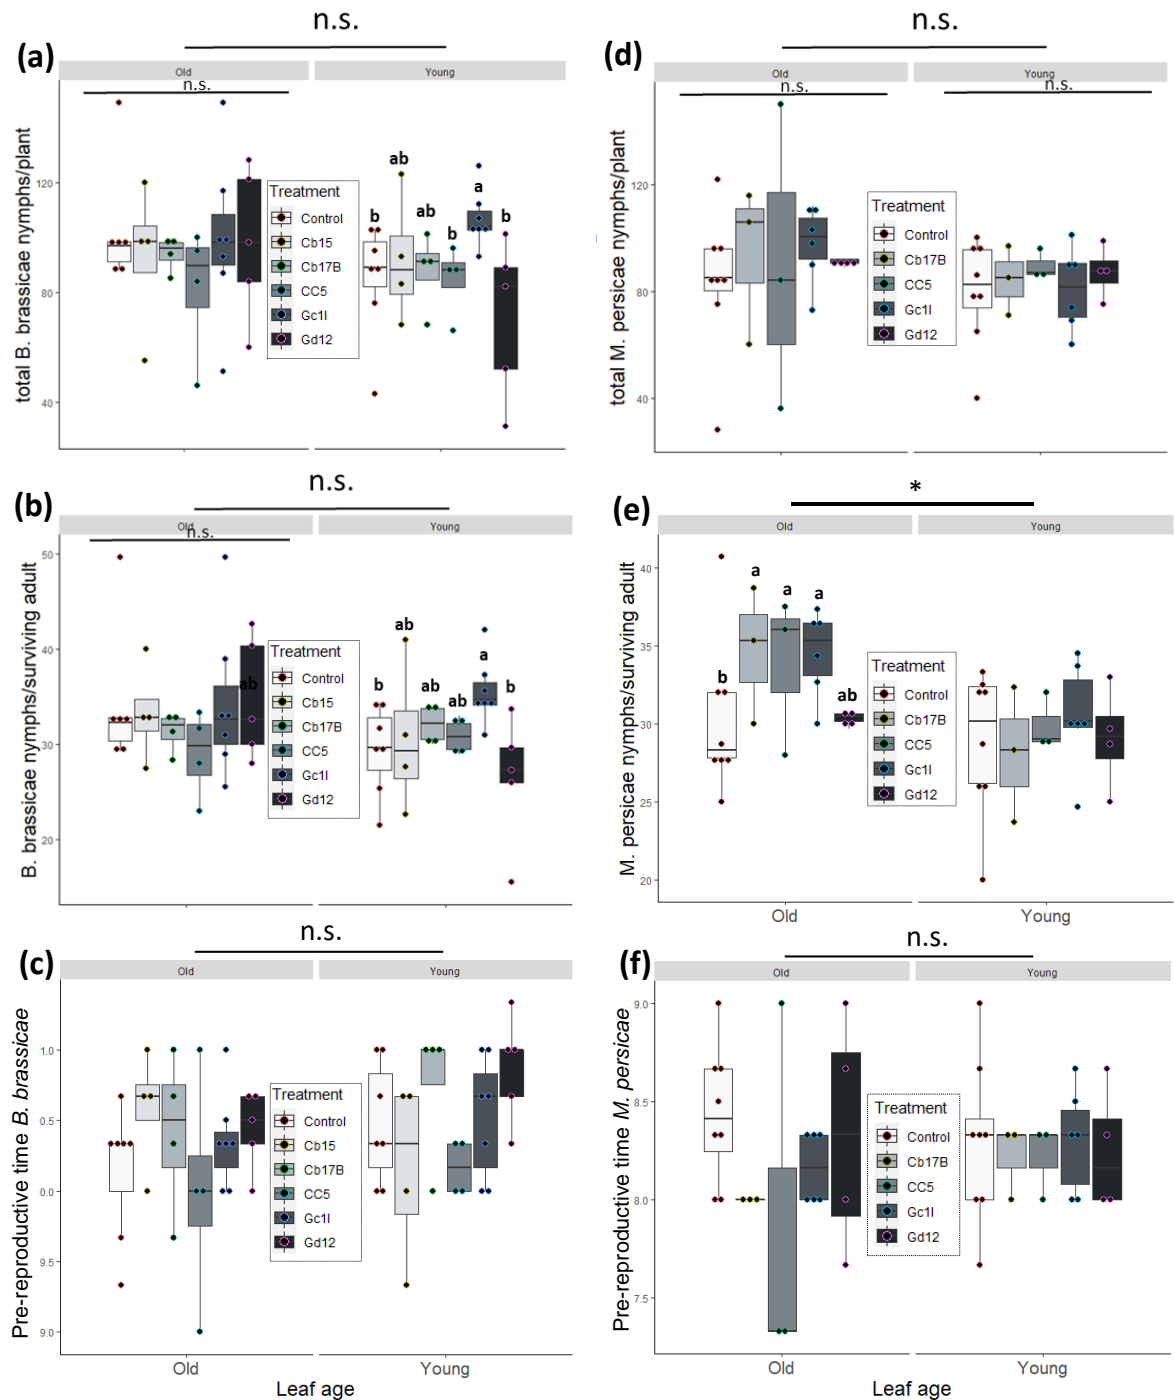 n.s.
(a)
Old
Young
n.s.
total B. brassicae nymphs/plant
120
80
40
b
ab
ab
b
a
b
Treatment
Control
Cb15
Cb17B
CC5
Gc1I
Gd12
n.s.
(d)
Old
Young
n.s.
n.s.
total M. persicae nymphs/plant
120
80
40
Treatment
Control
Cb17B
CC5
Gc1I
Gd12
n.s.
(b)
Old
Young
n.s.
B. brassicae nymphs/surviving adult
50
40
30
20
ab
b
ab
ab
ab
a
b
Treatment
Control
Cb15
Cb17B
CC5
Gc1I
Gd12
*
(e)
Old
Young
M. persicae nymphs/surviving adult
40
35
30
25
20
b
a
a
a
ab
Treatment
Control
Cb17B
CC5
Gc1I
Gd12
Old
Young
n.s.
(c)
Old
Young
Pre-reproductive time B. brassicae
1.0
0.5
0.0
9.5
9.0
Treatment
Control
Cb15
Cb17B
CC5
Gc1I
Gd12
Old
Young
Leaf age
n.s.
(f)
Old
Young
Pre-reproductive time M. persicae
9.0
8.5
8.0
7.5
Treatment
Control
Cb17B
CC5
Gc1I
Gd12
Old
Young
Leaf age